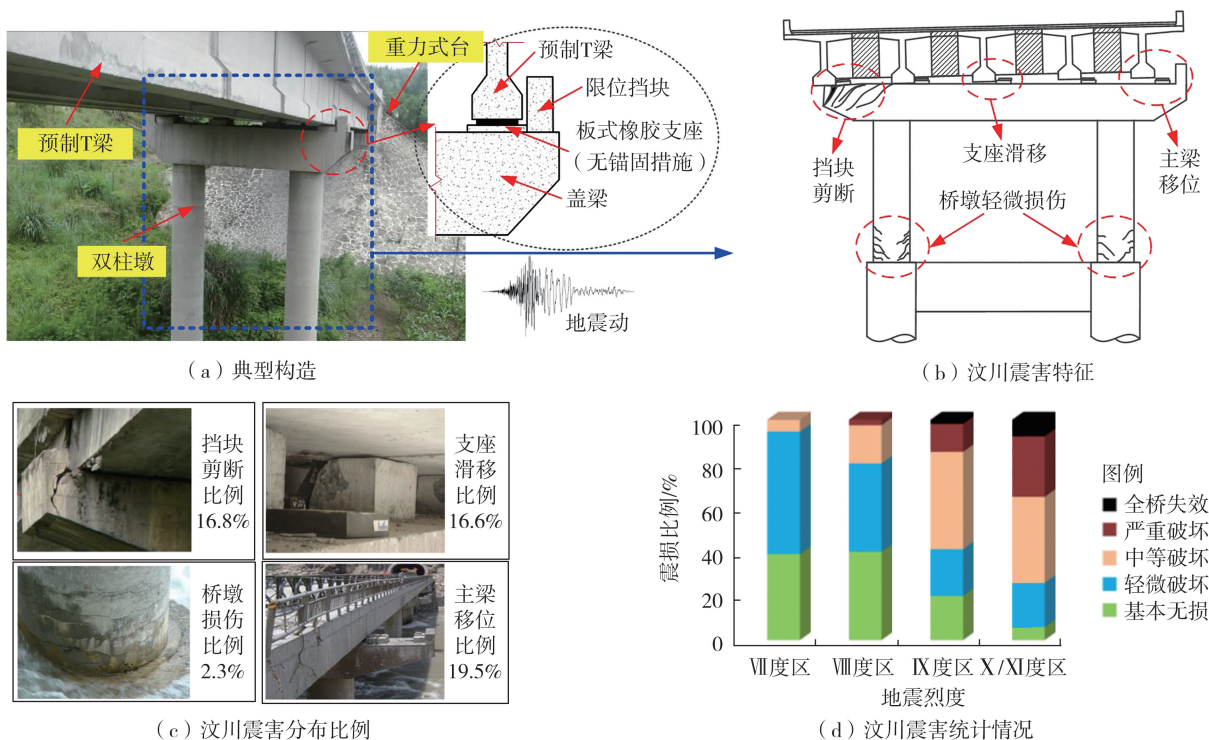 重力式台
预制T梁
限位挡块
板式橡胶支座
（无锚固措施）
盖梁
预制T梁
双柱墩
地震动
（a）典型构造
挡块
剪断
支座滑移
主梁
移位
桥墩轻微损伤
（b）汶川震害特征
挡块
剪断
比例
16.8%
支座
滑移
比例
16.6%
桥墩
损伤
比例
2.3%
主梁
移位
比例
19.5%
（c）汶川震害分布比例
震损比例/%
100
80
60
40
20
0
Ⅶ度区
Ⅷ度区
Ⅸ度区
Ⅹ/Ⅺ度区
地震烈度
图例
全桥失效
严重破坏
中等破坏
轻微破坏
基本无损
（d）汶川震害统计情况